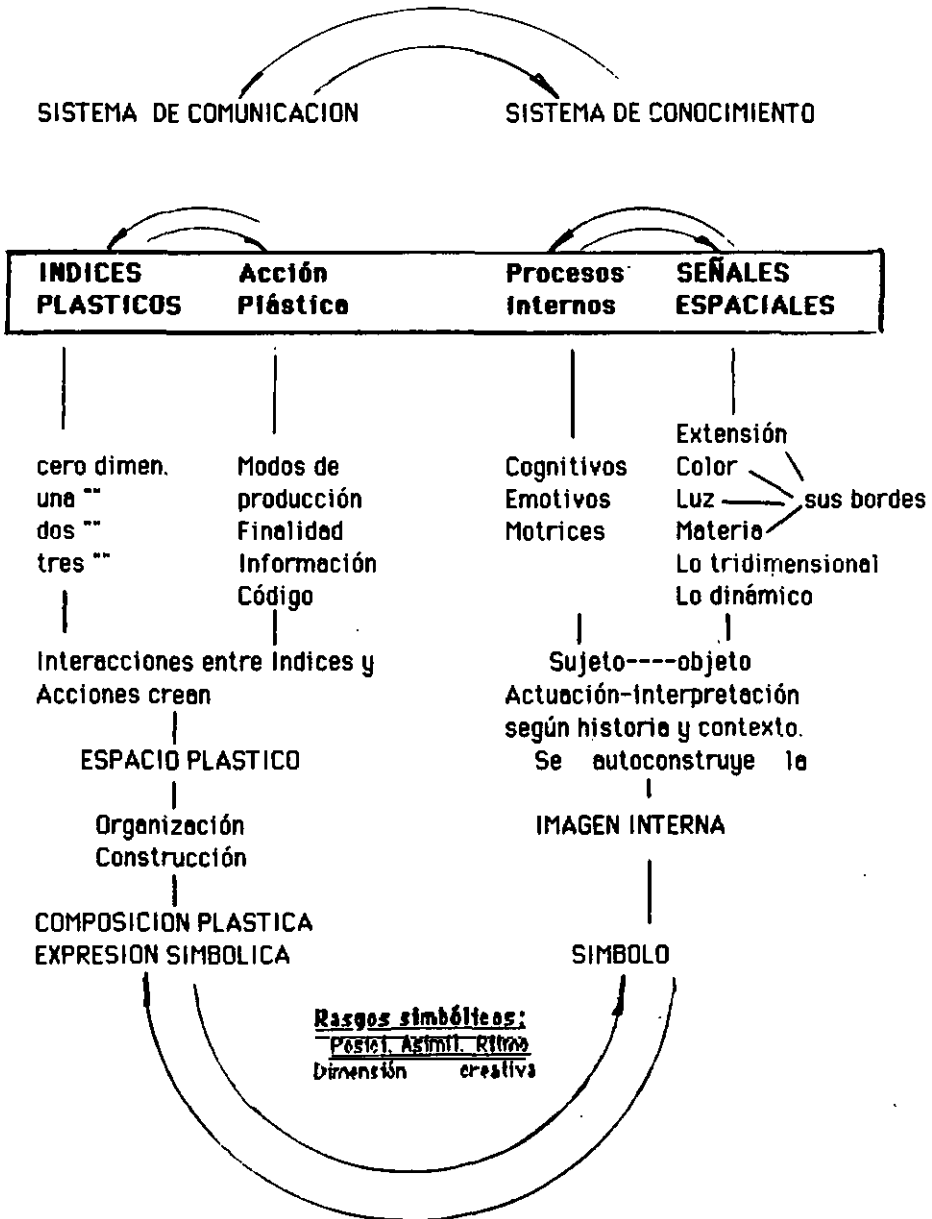 SISTEMA DE COMUNICACION SISTEMA DE CONOCIMIENTO
INDICES Acción Procesos SEÑALES
PLASTICOS Plástica Internos ESPACIALES
Extensión
cero dimen. Modos de Cognitivos Color
una "" producción Emotivos Luz sus bordes
dos "" Finalidad Motrices Materia
tres "" Información Lo tridimensional
Código Lo dinámico
Interacciones entre Indices y Sujeto----objeto
Acciones crean Actuación-interpretación
según historia y contexto.
ESPACIO PLASTICO Se autoconstruye la
Organización IMAGEN INTERNA
Construcción
COMPOSICION PLASTICA
EXPRESION SIMBOLICA SIMBOLO
Rasgos simbólicos:
Posici. Asimil. Ritmo
Dimensión creativa